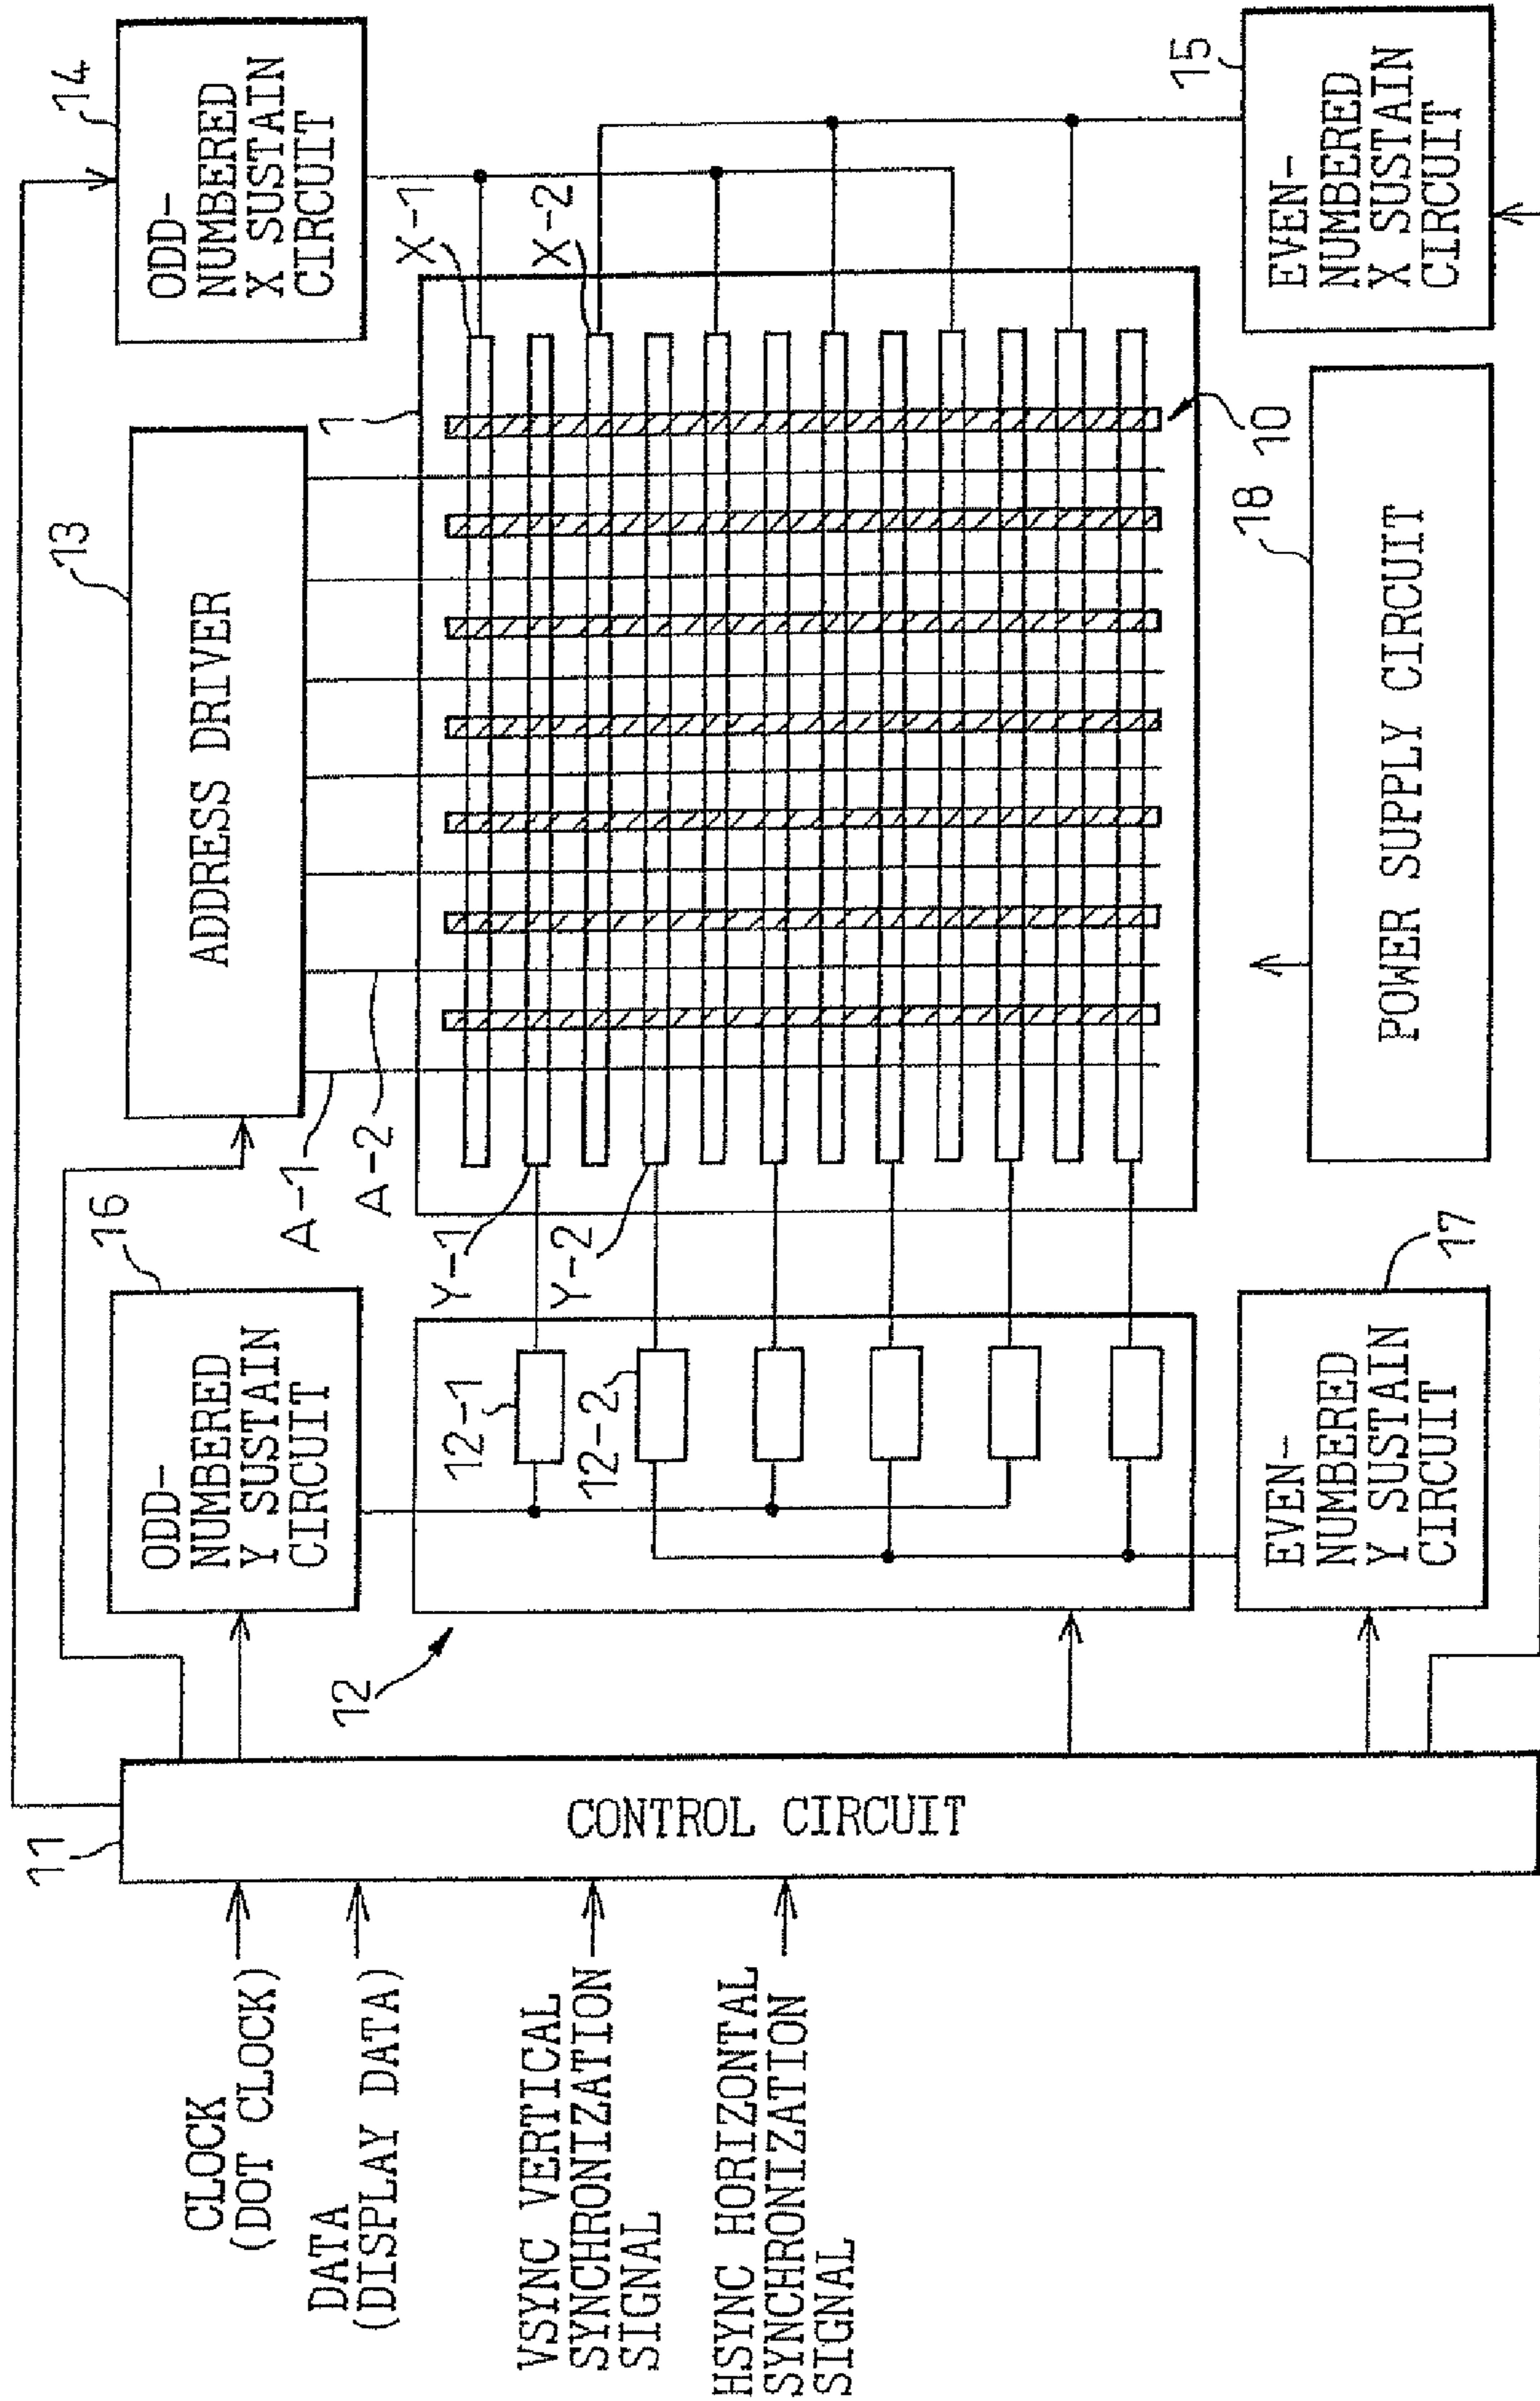 11
CLOCK
(DOT CLOCK)
DATA
(DISPLAY DATA)
VSYNC VERTICAL
SYNCHRONIZATION
SIGNAL
HSYNC HORIZONTAL
SYNCHRONIZATION
SIGNAL
CONTROL CIRCUIT
16
ODD-
NUMBERED
Y SUSTAIN
CIRCUIT
12
12-1
12-2
EVEN-
NUMBERED
Y SUSTAIN
CIRCUIT
17
13
ADDRESS DRIVER
A-1
A-2
Y-1
Y-2
1
X-1
X-2
10
14
ODD-
NUMBERED
X SUSTAIN
CIRCUIT
15
EVEN-
NUMBERED
X SUSTAIN
CIRCUIT
18
POWER SUPPLY CIRCUIT